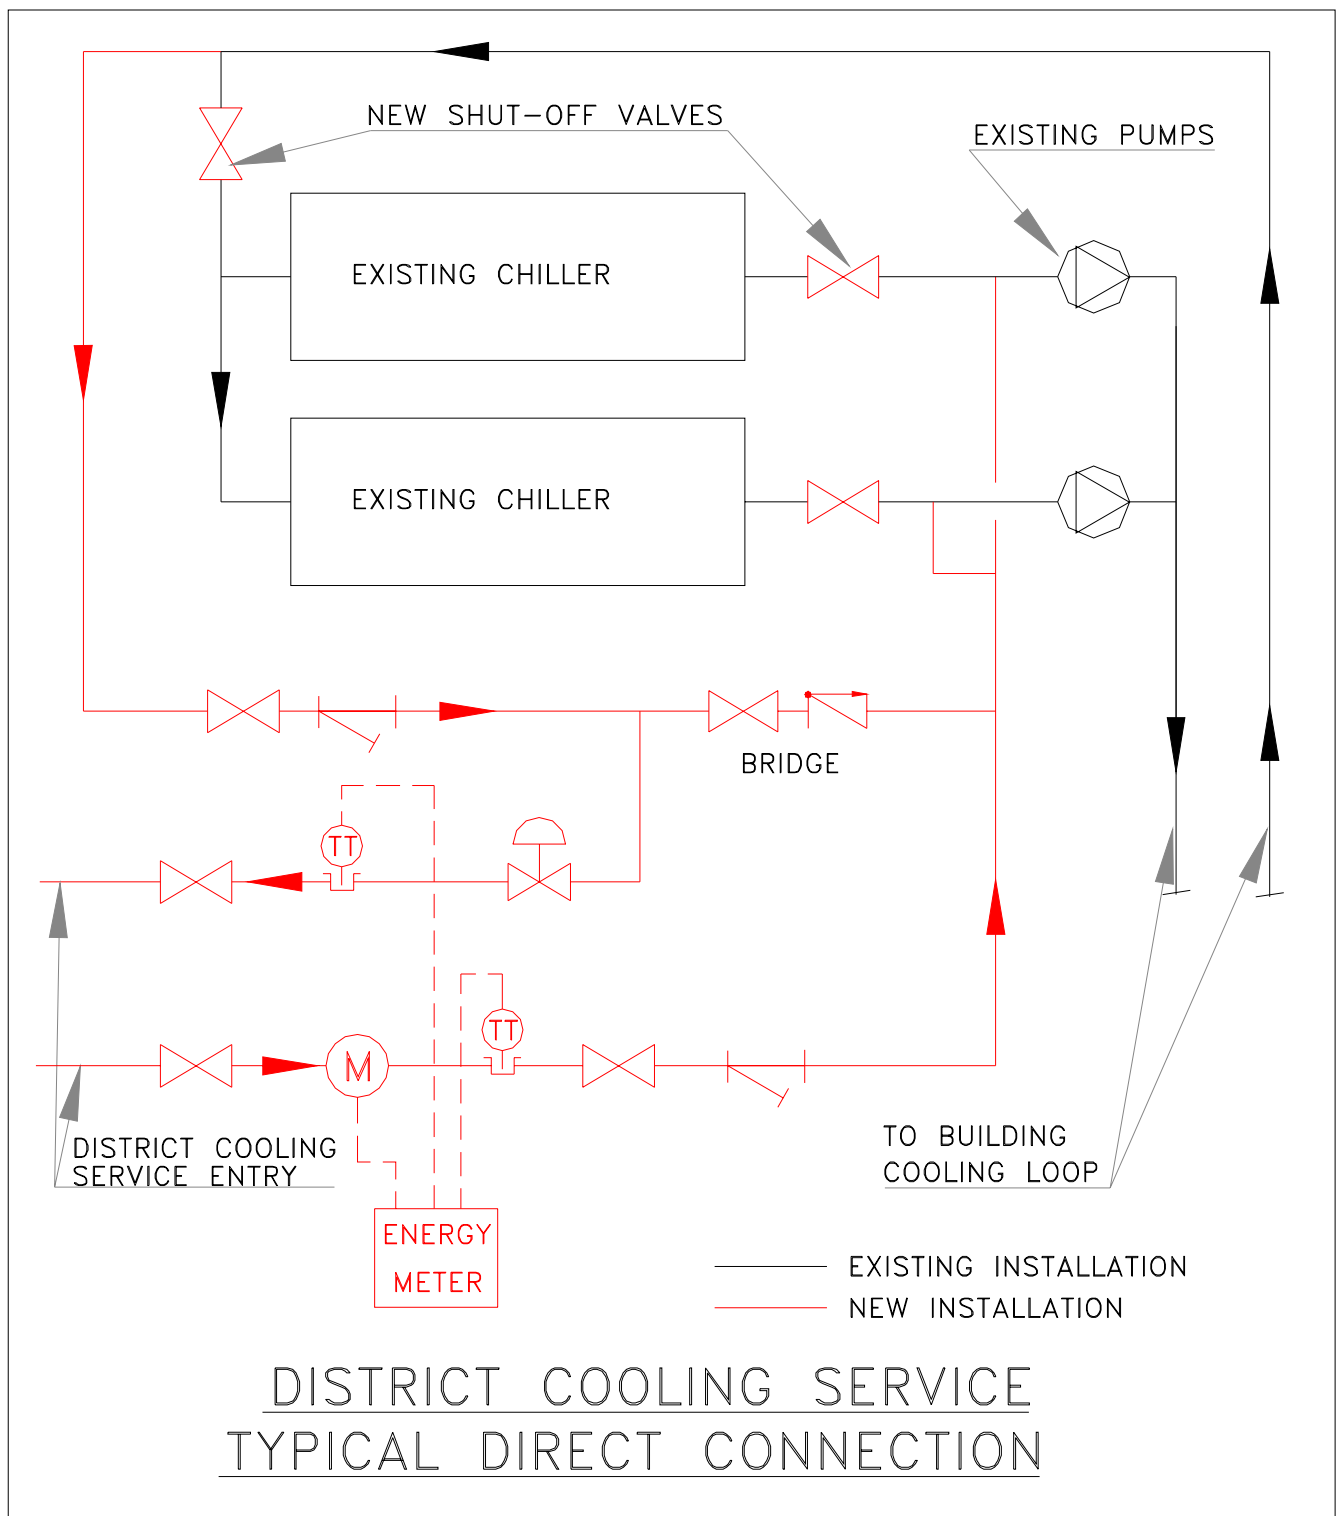 NEW SHUT-OFF VALVES
EXISTING PUMPS
EXISTING CHILLER
EXISTING CHILLER
BRIDGE
TT
TT
M
DISTRICT COOLING
SERVICE ENTRY
TO BUILDING
COOLING LOOP
ENERGY
METER
EXISTING INSTALLATION
NEW INSTALLATION
DISTRICT COOLING SERVICE
TYPICAL DIRECT CONNECTION